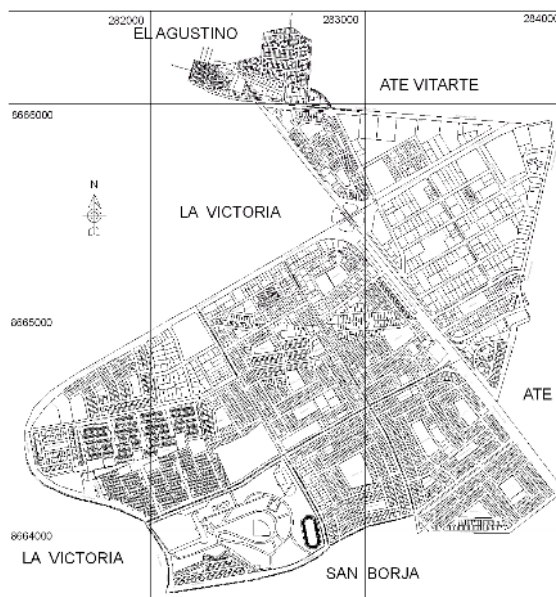 282000 283000 284000
EL AGUSTINO
ATE VITARTE
8666000
N
LA VICTORIA
8665000
ATE
8664000
LA VICTORIA
SAN BORJA